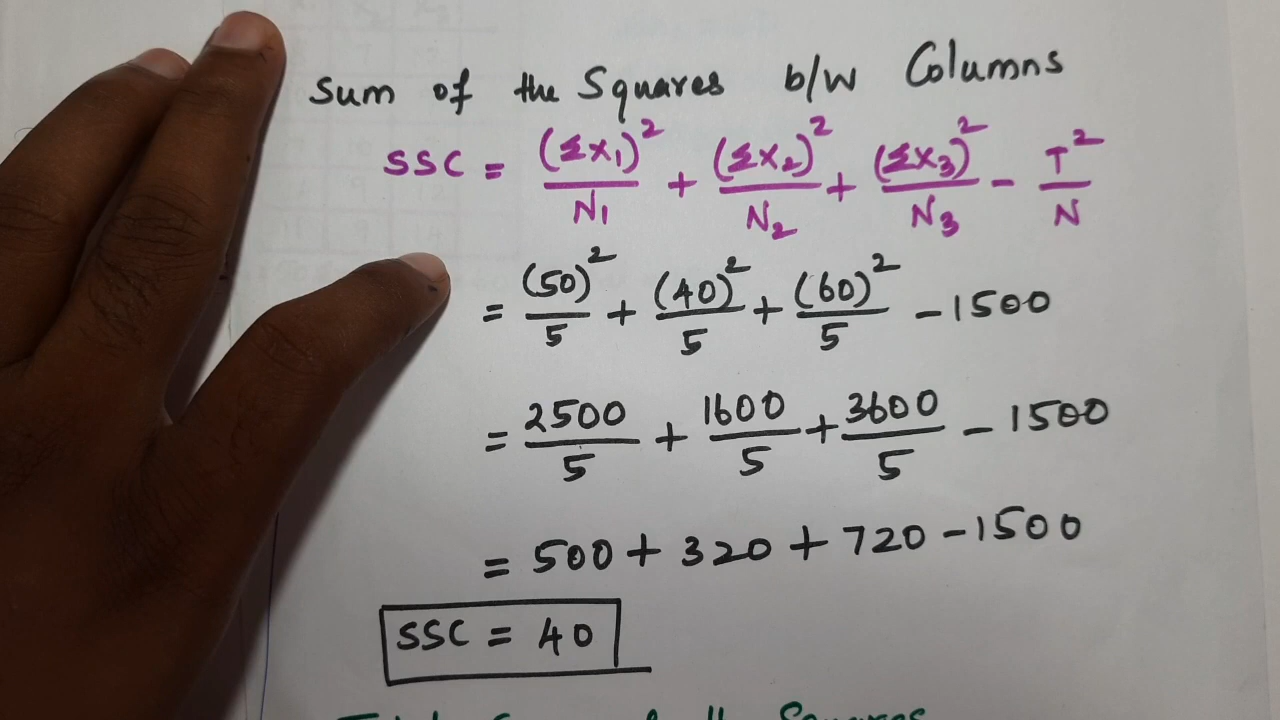 Sum of the Squares b/w Columns
SSC = (ΣX₁)²/N₁ + (ΣX₂)²/N₂ + (ΣX₃)²/N₃ - T²/N
= (50)²/5 + (40)²/5 + (60)²/5 - 1500
= 2500/5 + 1600/5 + 3600/5 - 1500
= 500 + 320 + 720 - 1500
SSC = 40
Squares